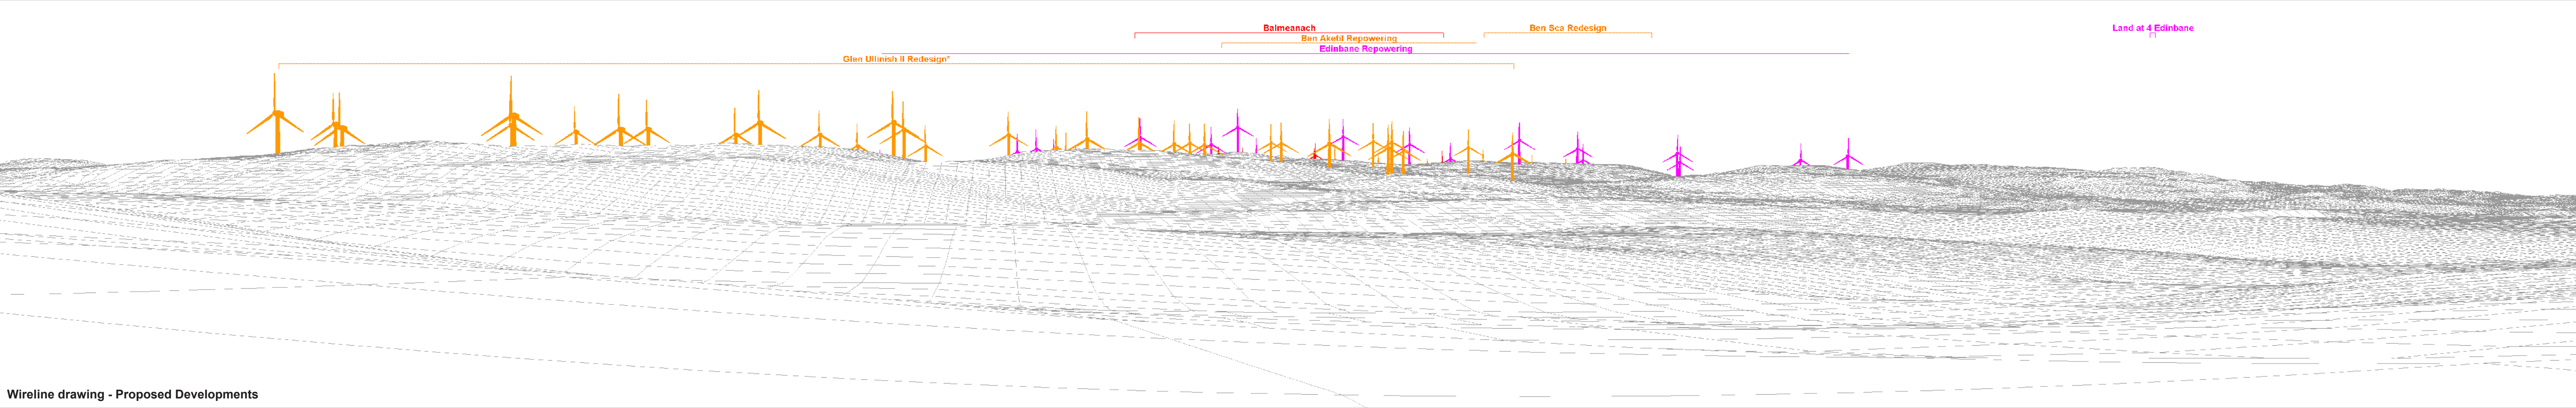 Balmeanach
Ben Sca Redesign
Land at 4 Edinbane
Ben Aketil Repowering
Edinbane Repowering
Glen Ullinish II Redesign*
Wireline drawing - Proposed Developments